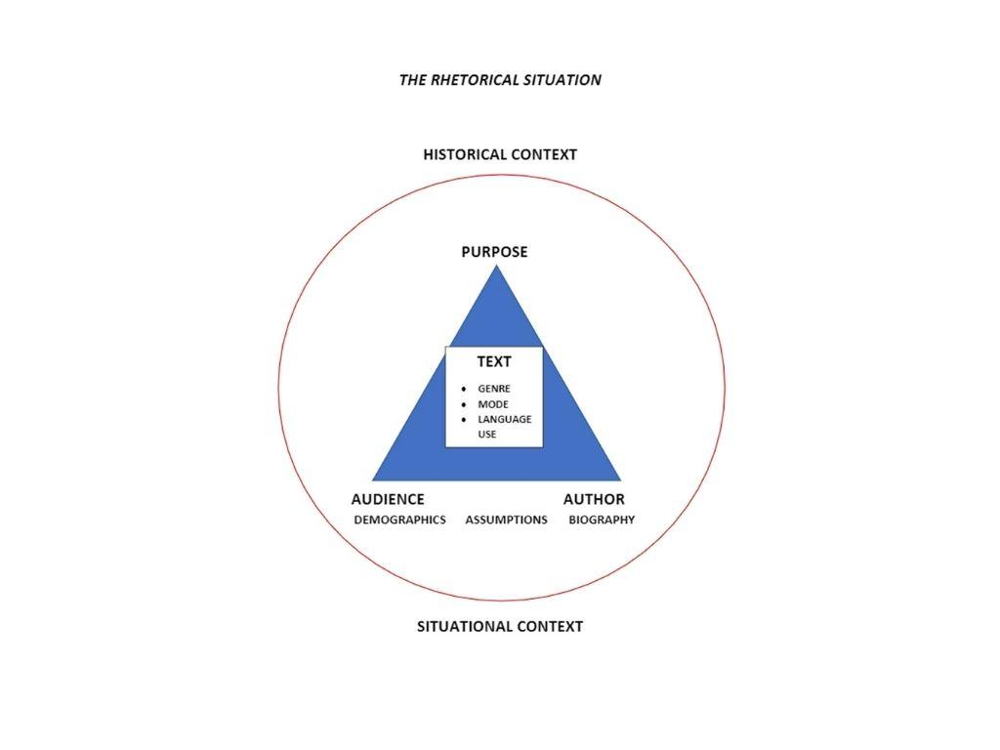 THE RHETORICAL SITUATION
HISTORICAL CONTEXT
PURPOSE
TEXT
• GENRE
• MODE
• LANGUAGE
USE
AUDIENCE AUTHOR
DEMOGRAPHICS ASSUMPTIONS BIOGRAPHY
SITUATIONAL CONTEXT